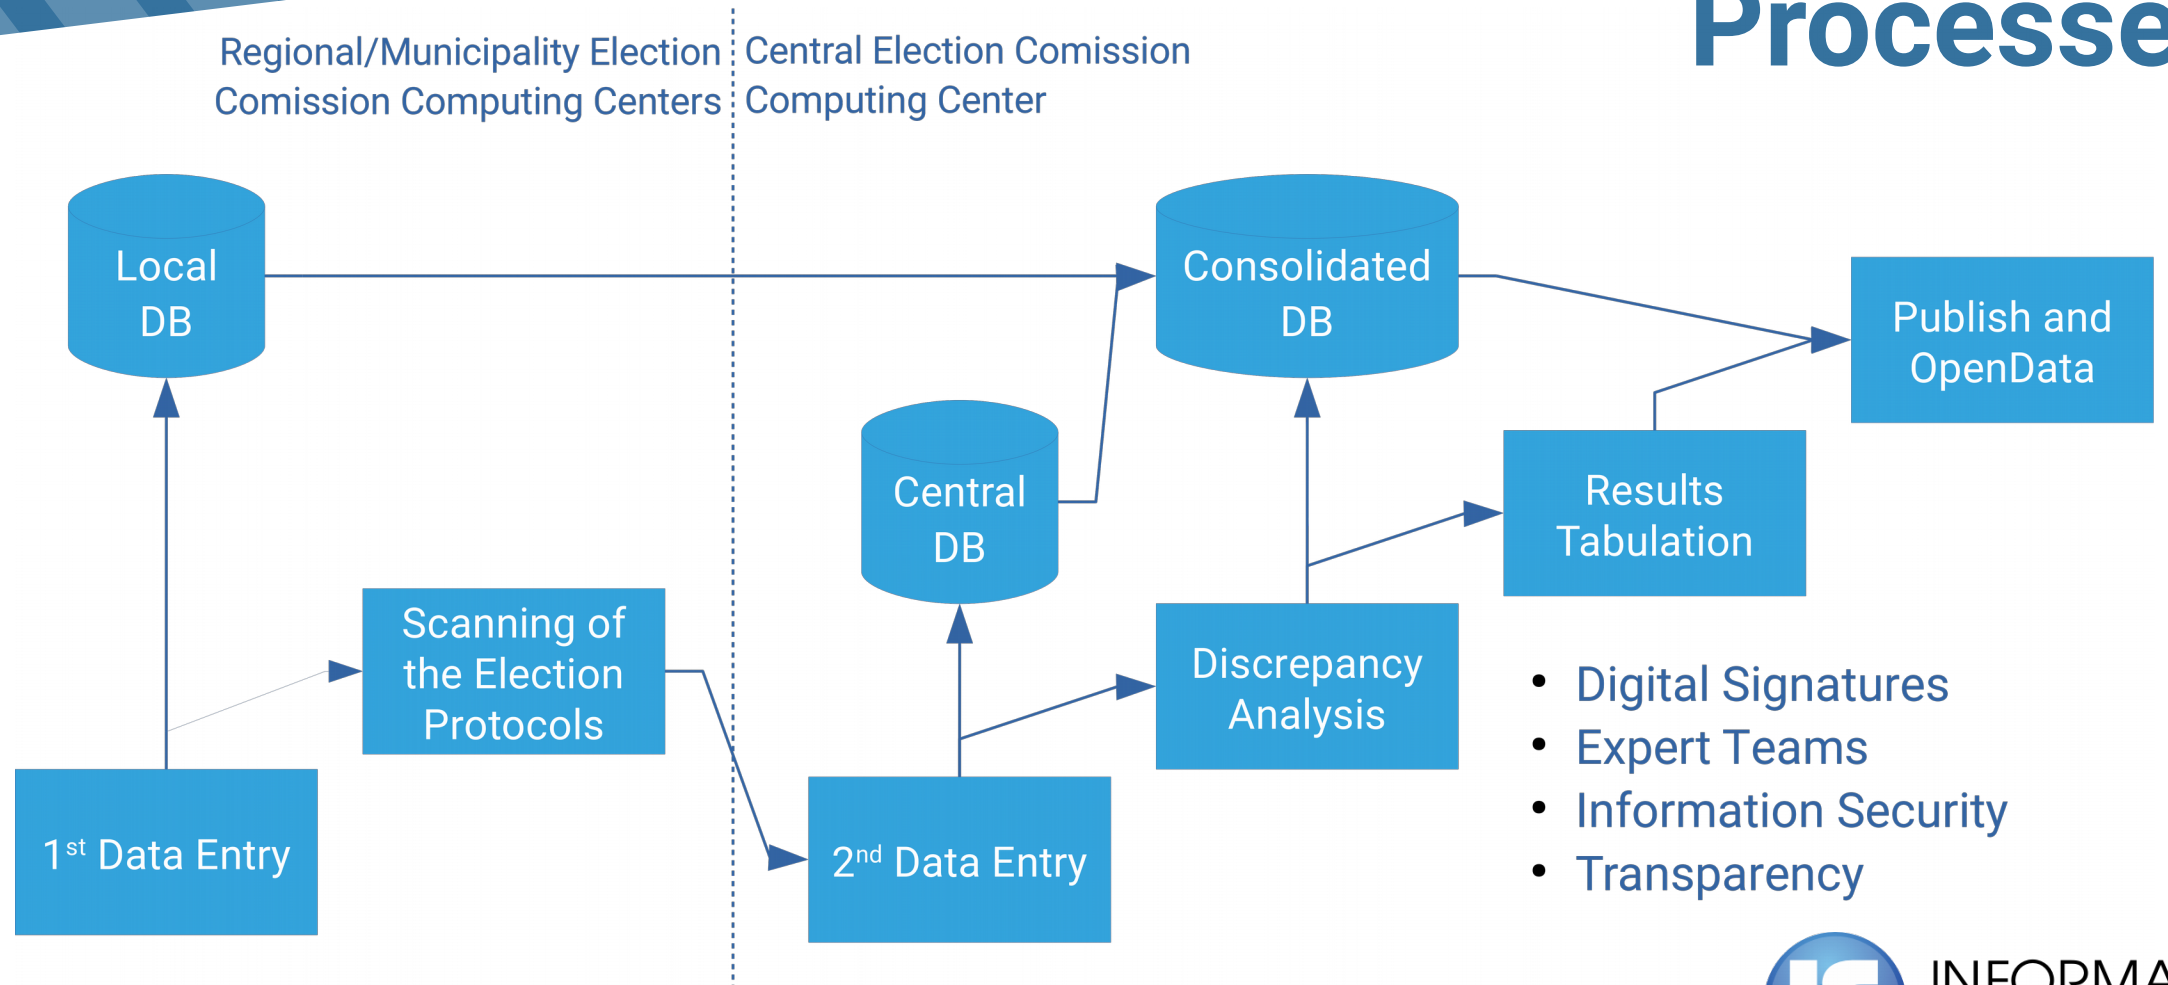 Processe
Regional/Municipality Election
Comission Computing Centers
Central Election Comission
Computing Center
Local
DB
Consolidated
DB
Publish and
OpenData
Central
DB
Results
Tabulation
Scanning of
the Election
Protocols
Discrepancy
Analysis
1st Data Entry
2nd Data Entry
• Digital Signatures
• Expert Teams
• Information Security
• Transparency
INFORMA